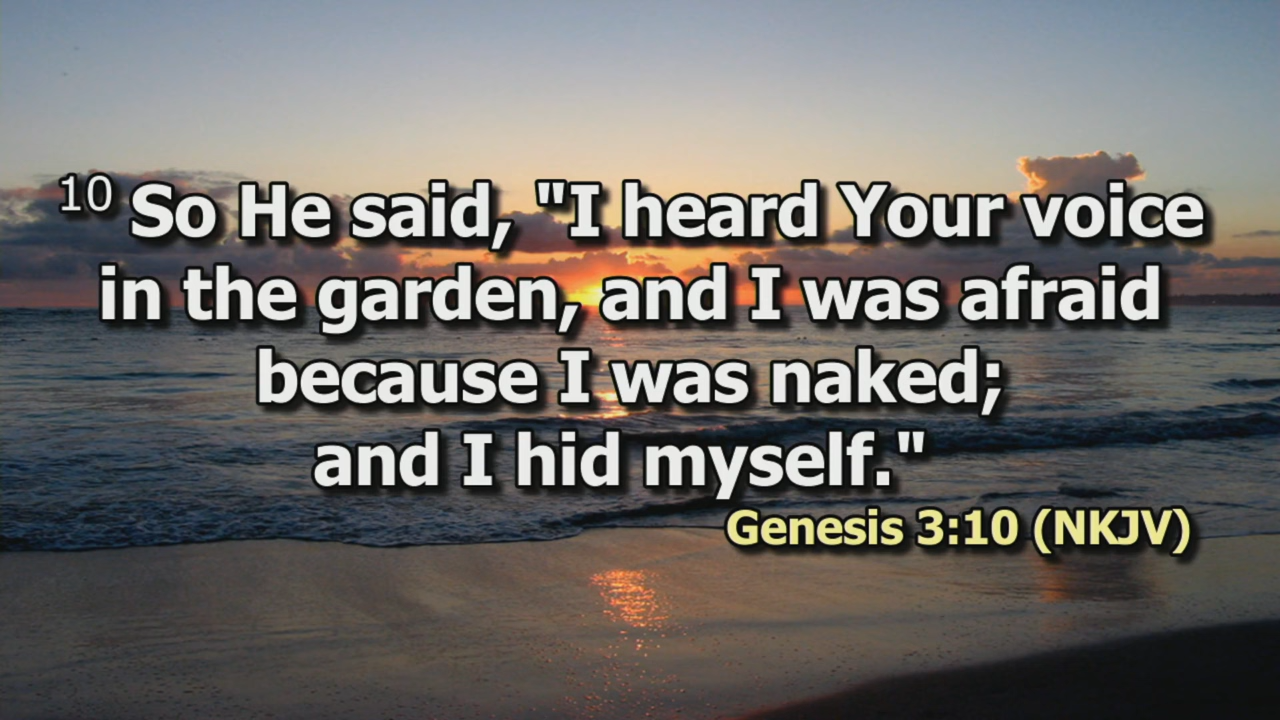 10 So He said, "I heard Your voice
in the garden, and I was afraid
because I was naked;
and I hid myself."
Genesis 3:10 (NKJV)